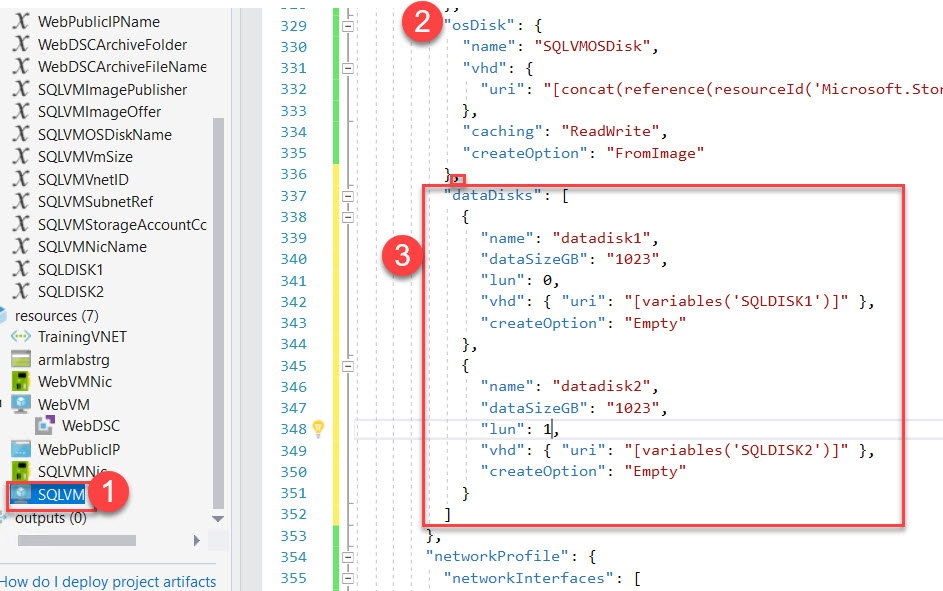 WebPublicIPName
WebDSCArchiveFolder
WebDSCArchiveFileName
SQLVMImagePublisher
SQLVMImageOffer
SQLVMOSDiskName
SQLVMVmSize
SQLVMVnetID
SQLVMSubnetRef
SQLVMStorageAccountCc
SQLVMNicName
SQLDISK1
SQLDISK2
resources (7)
TrainingVNET
armlabstrg
WebVMNic
WebVM
WebDSC
WebPublicIP
SQLVMNic
SQLVM
1
outputs (0)
How do I deploy project artifacts
2
329 "osDisk": {
330 "name": "SQLVMOSDisk",
331 "vhd": {
332 "uri": "[concat(reference(resourceId('Microsoft.Stor
333 },
334 "caching": "ReadWrite",
335 "createOption": "FromImage"
336 },
3
337 "dataDisks": [
338 {
339 "name": "datadisk1",
340 "dataSizeGB": "1023",
341 "lun": 0,
342 "vhd": { "uri": "[variables('SQLDISK1')]" },
343 "createOption": "Empty"
344 },
345 {
346 "name": "datadisk2",
347 "dataSizeGB": "1023",
348 "lun": 1,
349 "vhd": { "uri": "[variables('SQLDISK2')]" },
350 "createOption": "Empty"
351 }
352 ]
353 },
354 "networkProfile": {
355 "networkInterfaces": [